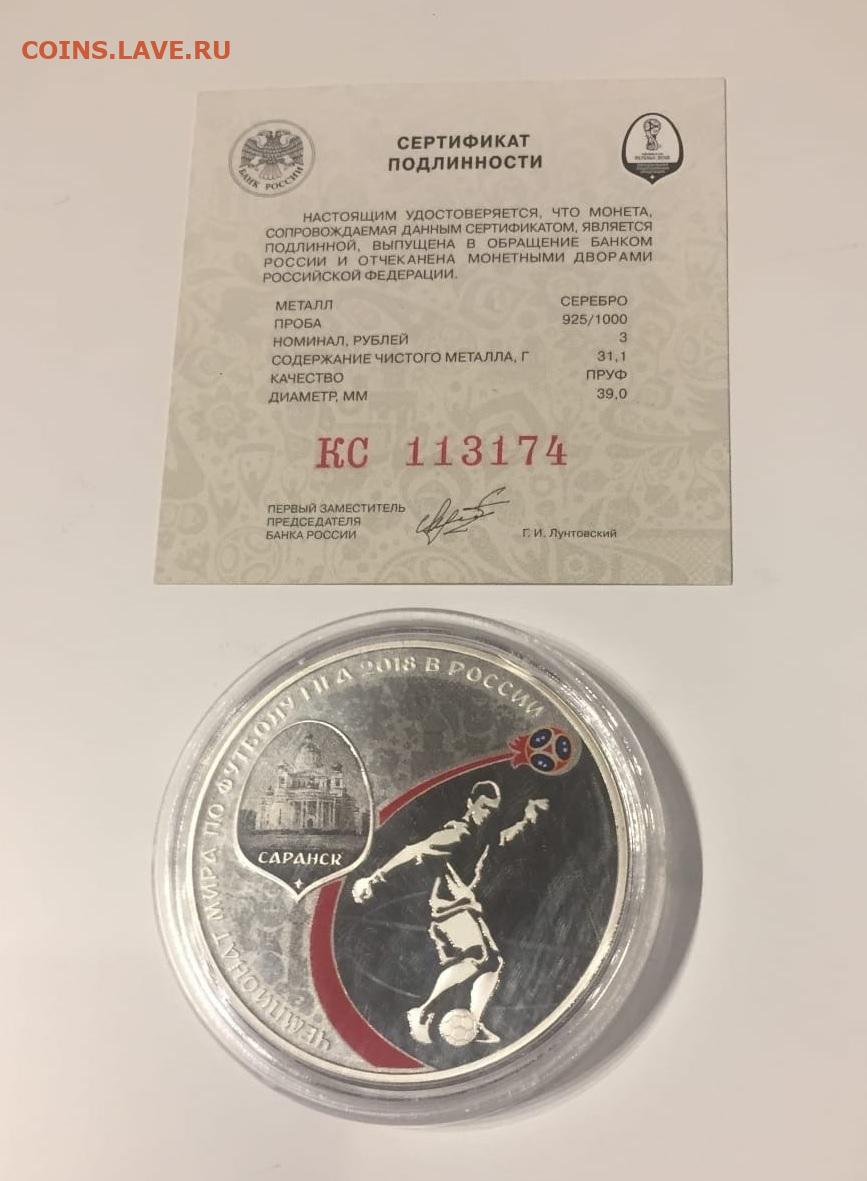 COINS.LAVE.RU
СЕРТИФИКАТ
ПОДЛИННОСТИ
БАНК РОССИИ
НАСТОЯЩИМ УДОСТОВЕРЯЕТСЯ, ЧТО МОНЕТА,
СОПРОВОЖДАЕМАЯ ДАННЫМ СЕРТИФИКАТОМ, ЯВЛЯЕТСЯ
ПОДЛИННОЙ, ВЫПУЩЕНА В ОБРАЩЕНИЕ БАНКОМ
РОССИИ И ОТЧЕКАНЕНА МОНЕТНЫМИ ДВОРАМИ
РОССИЙСКОЙ ФЕДЕРАЦИИ.
МЕТАЛЛ СЕРЕБРО
ПРОБА 925/1000
НОМИНАЛ, РУБЛЕЙ 3
СОДЕРЖАНИЕ ЧИСТОГО МЕТАЛЛА, Г 31,1
КАЧЕСТВО ПРУФ
ДИАМЕТР, ММ 39,0
КС 113174
ПЕРВЫЙ ЗАМЕСТИТЕЛЬ
ПРЕДСЕДАТЕЛЯ
БАНКА РОССИИ
Г. И. Лунтовский
ЧЕМПИОНАТ МИРА ПО ФУТБОЛУ FIFA 2018 В РОССИИ
САРАНСК